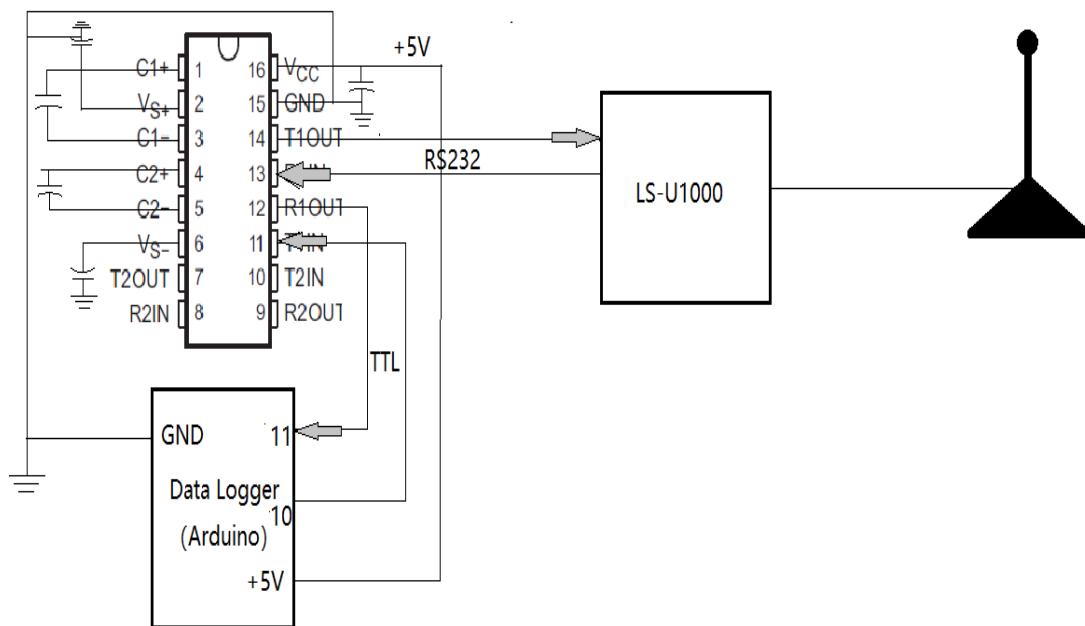 +5V
C1+ 1 16 VCC
VS+ 2 15 GND
C1− 3 14 T1OUT
C2+ 4 13
RS232
C2− 5 12 R1OUT
VS− 6 11
T2OUT 7 10 T2IN
R2IN 8 9 R2OUT
LS-U1000
TTL
GND 11
Data Logger
10
(Arduino)
+5V